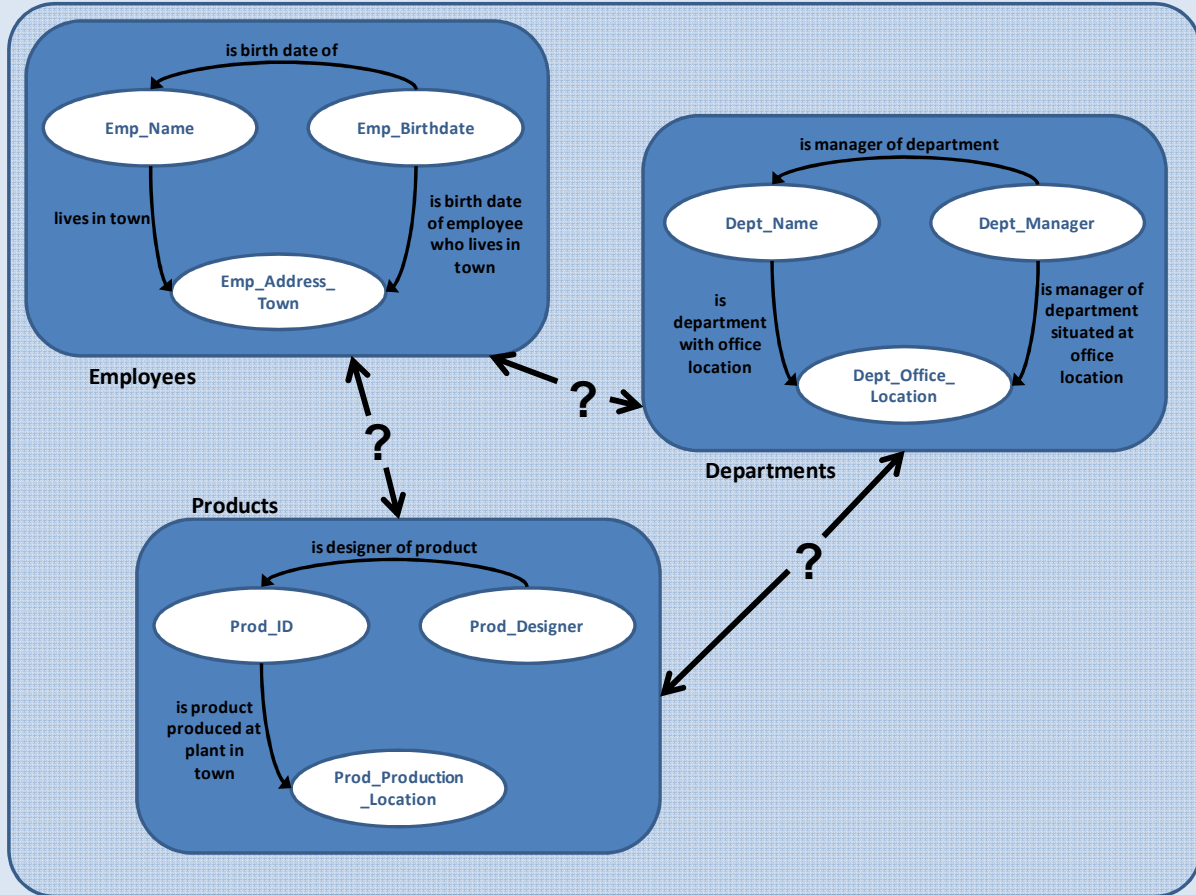 is birth date of
Emp_Name
Emp_Birthdate
lives in town
is birth date
of employee
who lives in
town
Emp_Address_
Town
Employees
is manager of department
Dept_Name
Dept_Manager
is
department
with office
location
is manager of
department
situated at
office
location
Dept_Office_
Location
Departments
?
?
?
Products
is designer of product
Prod_ID
Prod_Designer
is product
produced at
plant in
town
Prod_Production
_Location